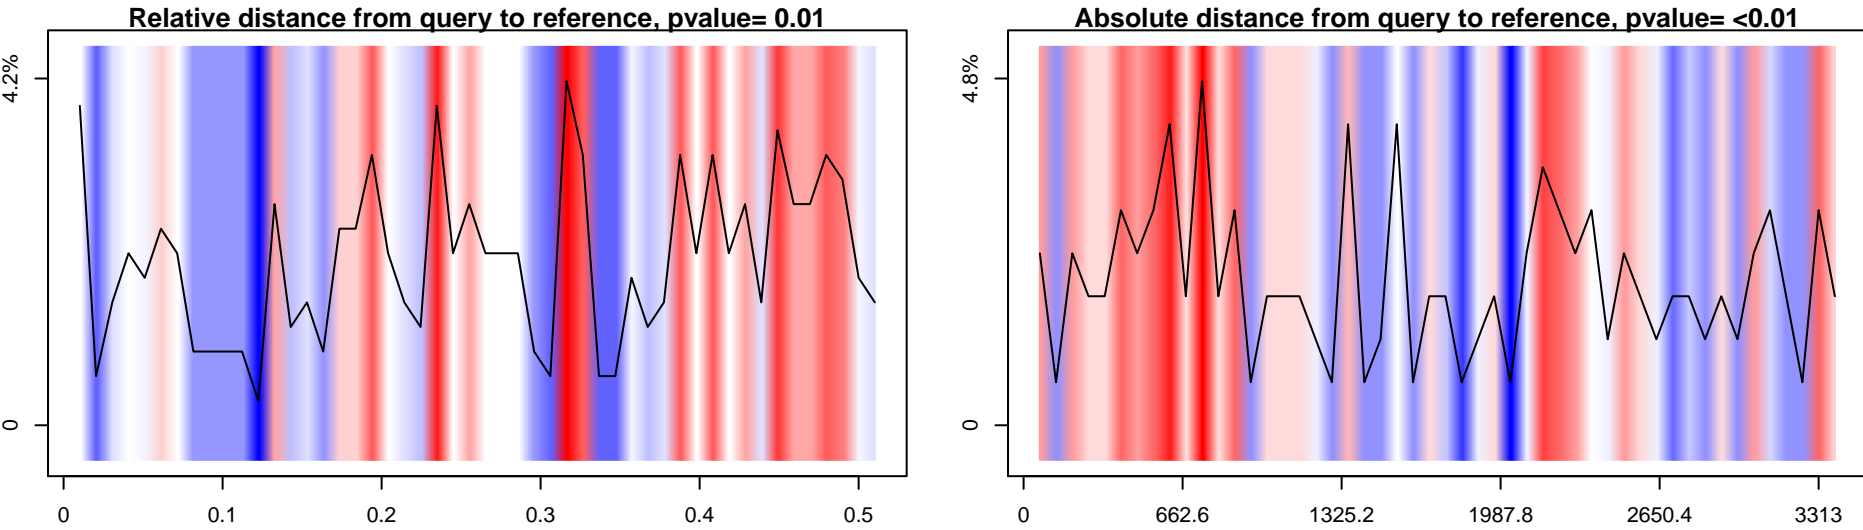 Relative distance from query to reference, pvalue= 0.01
4.2%
0
0 0.1 0.2 0.3 0.4 0.5
Absolute distance from query to reference, pvalue= <0.01
4.8%
0
0 662.6 1325.2 1987.8 2650.4 3313